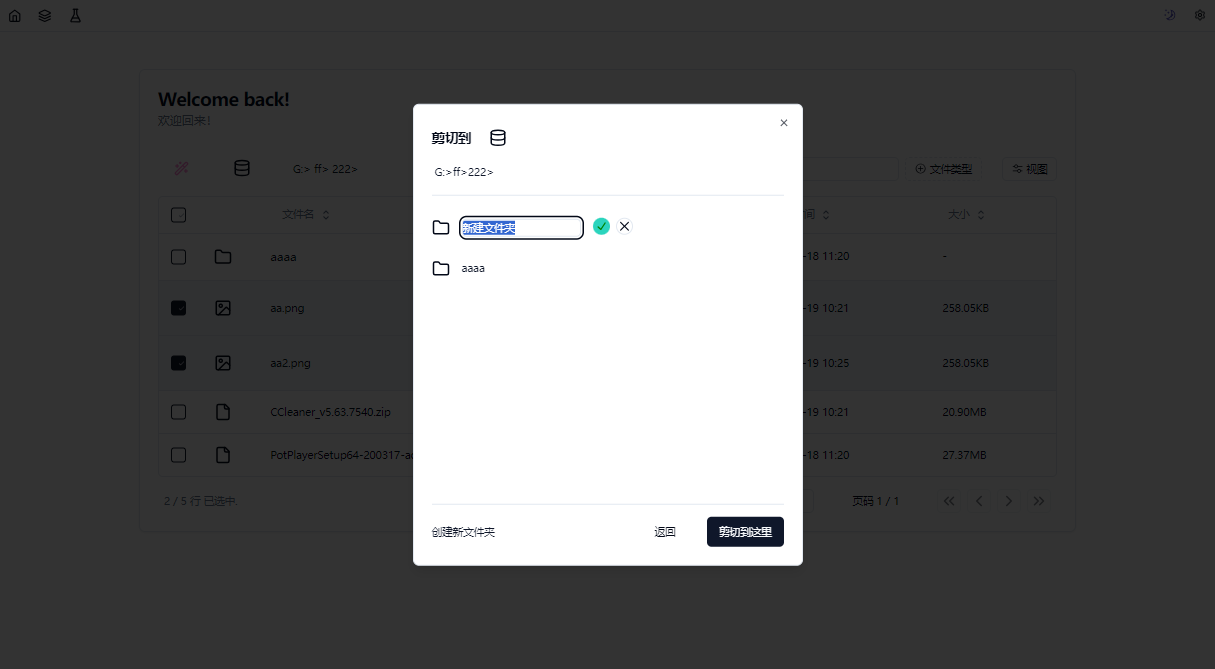 Welcome back!
欢迎回来！
G:> ff> 222>
文件类型
视图
文件名
间
大小
aaaa
-18 11:20
-
aa.png
-19 10:21
258.05KB
aa2.png
-19 10:25
258.05KB
CCleaner_v5.63.7540.zip
-19 10:21
20.90MB
PotPlayerSetup64-200317-a
-18 11:20
27.37MB
2 / 5 行 已选中.
页码 1 / 1
剪切到
G:>ff>222>
新建文件夹
aaaa
创建新文件夹
返回
剪切到这里